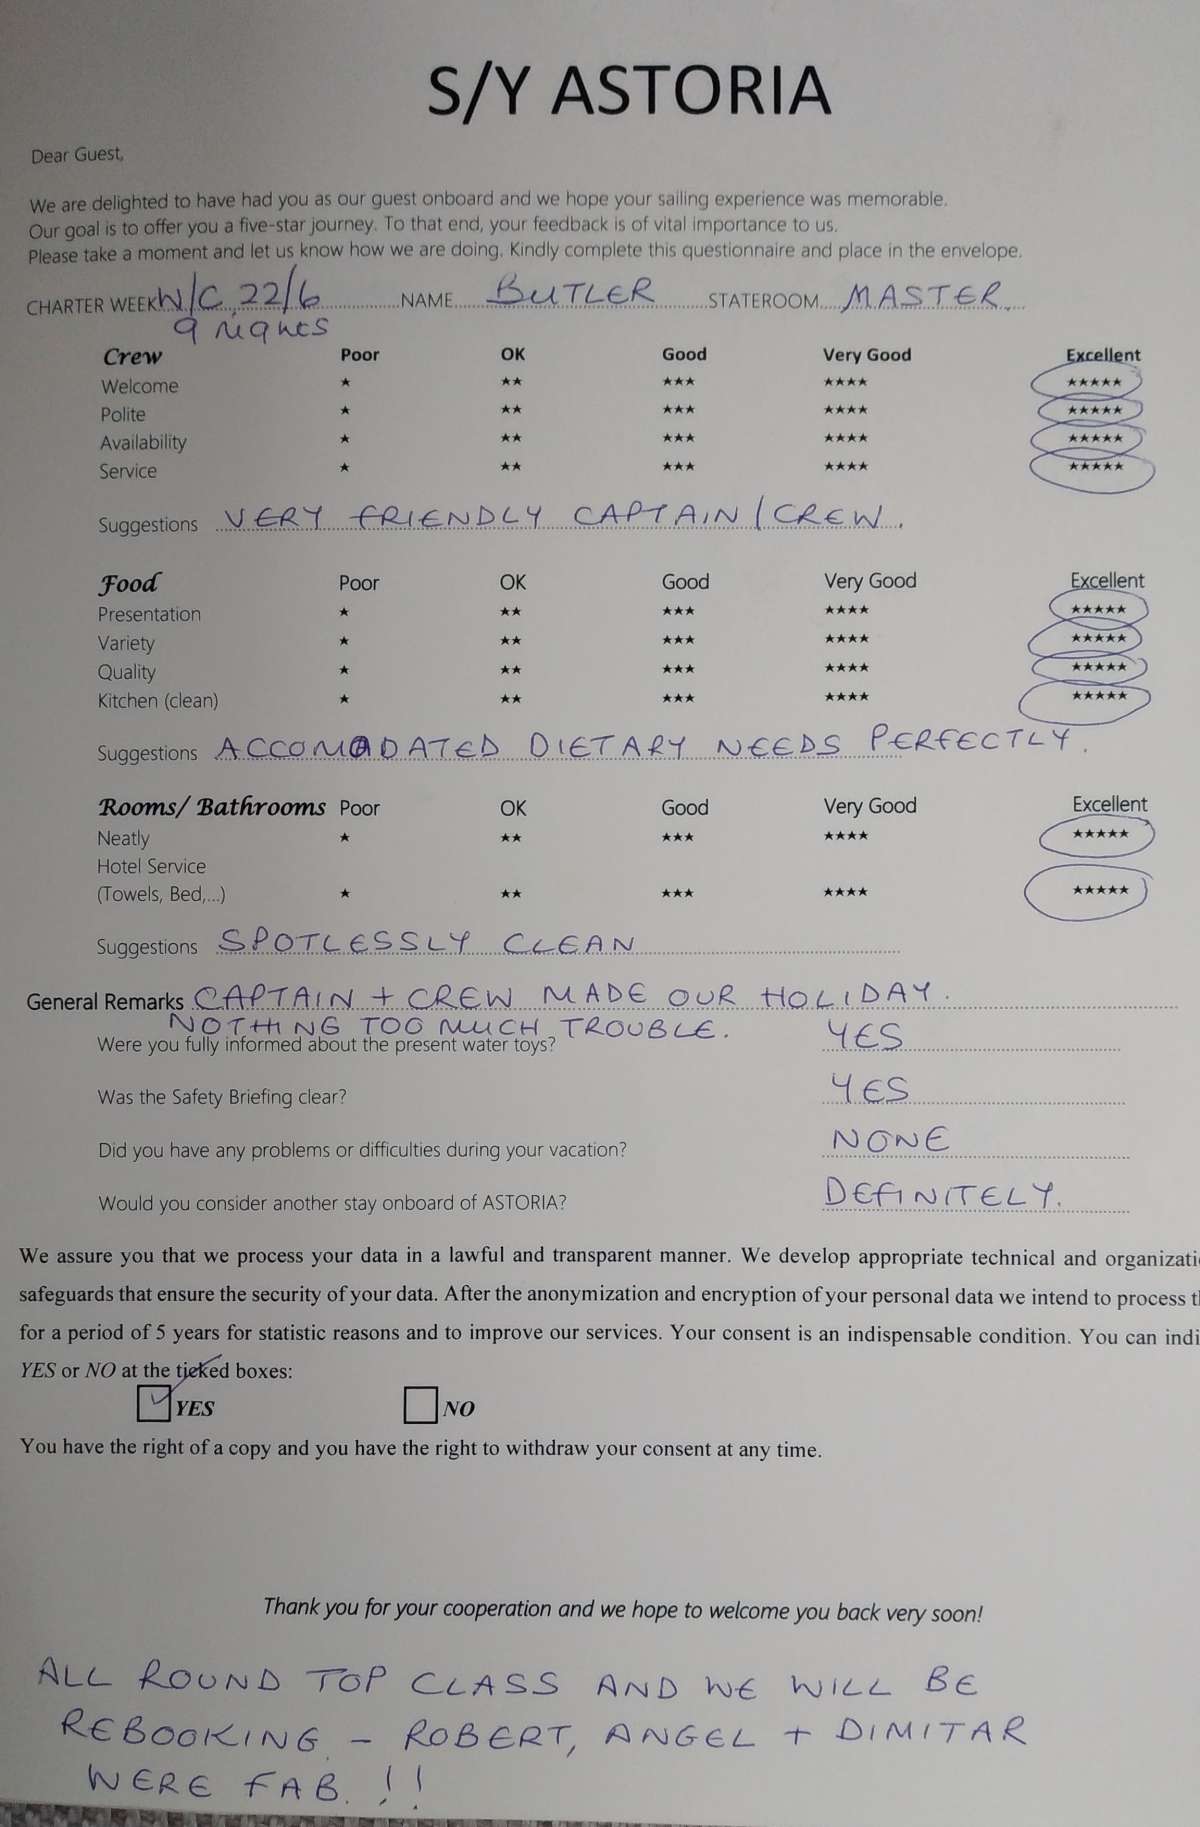 S/Y ASTORIA
Dear Guest,
We are delighted to have had you as our guest onboard and we hope your sailing experience was memorable.
Our goal is to offer you a five-star journey. To that end, your feedback is of vital importance to us.
Please take a moment and let us know how we are doing. Kindly complete this questionnaire and place in the envelope.
CHARTER WEEK W/C 22/6 NAME BUTLER STATEROOM MASTER
9 nights
Crew Poor OK Good Very Good Excellent
Welcome ★ ★★ ★★★ ★★★★ ★★★★★
Polite ★ ★★ ★★★ ★★★★ ★★★★★
Availability ★ ★★ ★★★ ★★★★ ★★★★★
Service ★ ★★ ★★★ ★★★★ ★★★★★
Suggestions VERY FRIENDLY CAPTAIN/CREW.
Food Poor OK Good Very Good Excellent
Presentation ★ ★★ ★★★ ★★★★ ★★★★★
Variety ★ ★★ ★★★ ★★★★ ★★★★★
Quality ★ ★★ ★★★ ★★★★ ★★★★★
Kitchen (clean) ★ ★★ ★★★ ★★★★ ★★★★★
Suggestions ACCOMODATED DIETARY NEEDS PERFECTLY.
Rooms/ Bathrooms Poor OK Good Very Good Excellent
Neatly ★ ★★ ★★★ ★★★★ ★★★★★
Hotel Service
(Towels, Bed,...) ★ ★★ ★★★ ★★★★ ★★★★★
Suggestions SPOTLESSLY CLEAN
General Remarks CAPTAIN + CREW MADE OUR HOLIDAY.
NOTHING TOO MUCH TROUBLE.
Were you fully informed about the present water toys? YES
Was the Safety Briefing clear? YES
Did you have any problems or difficulties during your vacation? NONE
Would you consider another stay onboard of ASTORIA? DEFINITELY.
We assure you that we process your data in a lawful and transparent manner. We develop appropriate technical and organizati
safeguards that ensure the security of your data. After the anonymization and encryption of your personal data we intend to process t
for a period of 5 years for statistic reasons and to improve our services. Your consent is an indispensable condition. You can indi
YES or NO at the ticked boxes:
YES NO
You have the right of a copy and you have the right to withdraw your consent at any time.
Thank you for your cooperation and we hope to welcome you back very soon!
ALL ROUND TOP CLASS AND WE WILL BE
REBOOKING - ROBERT, ANGEL + DIMITAR
WERE FAB. !!